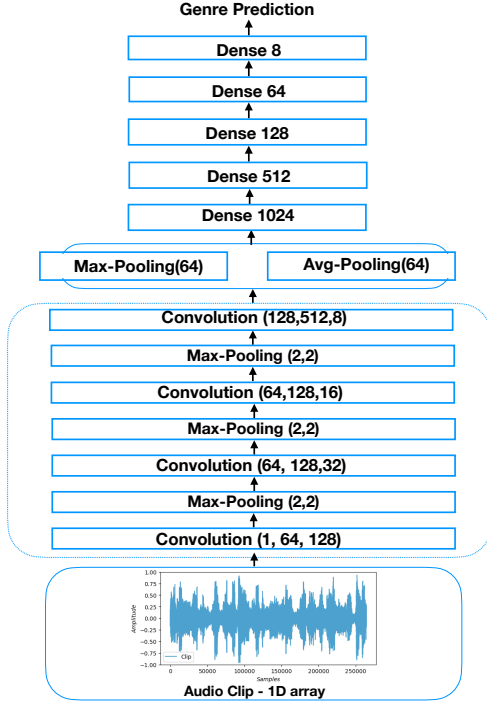 Genre Prediction
Dense 8
Dense 64
Dense 128
Dense 512
Dense 1024
Max-Pooling(64)
Avg-Pooling(64)
Convolution (128,512,8)
Max-Pooling (2,2)
Convolution (64,128,16)
Max-Pooling (2,2)
Convolution (64, 128,32)
Max-Pooling (2,2)
Convolution (1, 64, 128)
1.00
0.75
0.50
0.25
0.00
−0.25
−0.50
−0.75
−1.00
Amplitude
Clip
0
50000
100000
150000
200000
250000
Samples
Audio Clip - 1D array